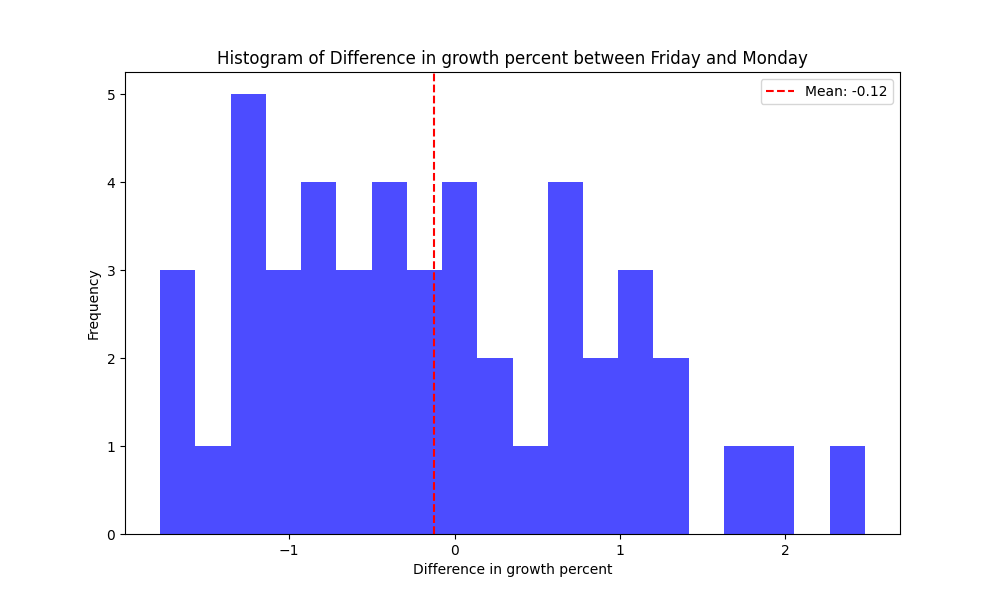 Histogram of Difference in growth percent between Friday and Monday
Mean: -0.12
Frequency
5
4
3
2
1
0
−1
0
1
2
Difference in growth percent